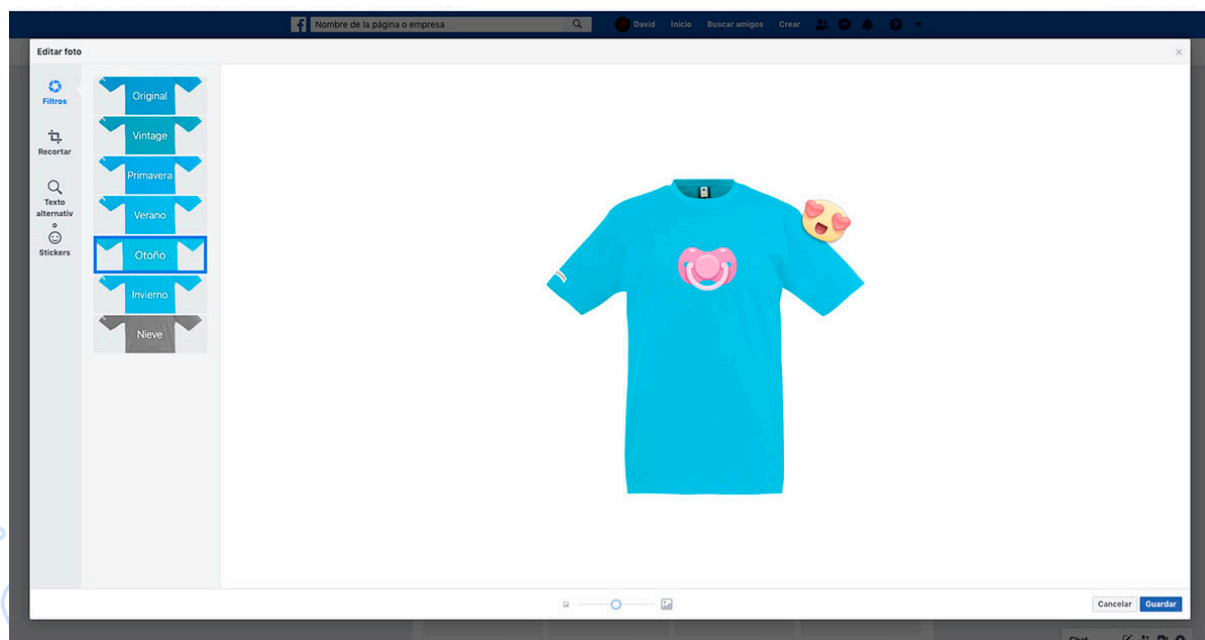 Nombre de la página o empresa
David Inicio Buscar amigos Crear
Editar foto
Filtros
Recortar
Texto
alternativ
o
Stickers
Original
Vintage
Primavera
Verano
Otoño
Invierno
Nieve
Cancelar Guardar
Chat